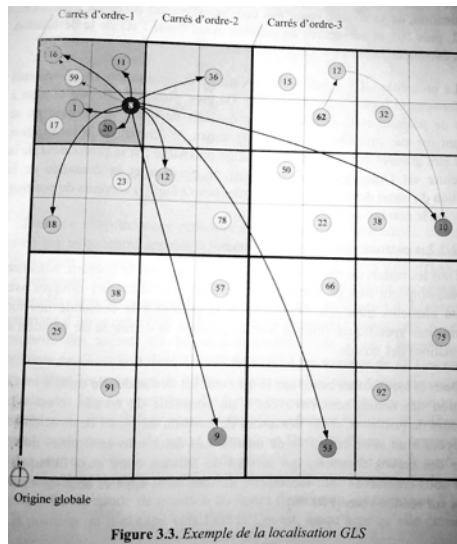 Carrés d'ordre-1 Carrés d'ordre-2 Carrés d'ordre-3
16 11 36 12
59 15
1 8 62 32
17 20
23 12 50
18 78 22 38 10
38 57 66
25 75
91 92
9 53
N
Origine globale
Figure 3.3. Exemple de la localisation GLS